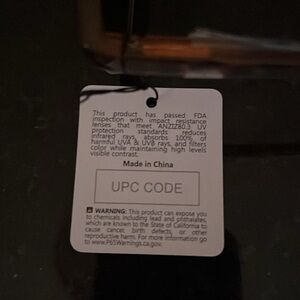 This product has passed FDA
inspection with impact resistance
lenses that meet ANZIZ80.3 UV
protection standards reduces
infrared rays, absorbs 100% of
harmful UVA & UVB rays, and filters
color while maintaining high levels
visible contrast.
Made in China
UPC CODE
WARNING: This product can expose you
to chemicals including lead and phthalates,
which are known to the State of California to
cause cancer, birth defects, or other
reproductive harm. For more information go
to www.P65Warnings.ca.gov.